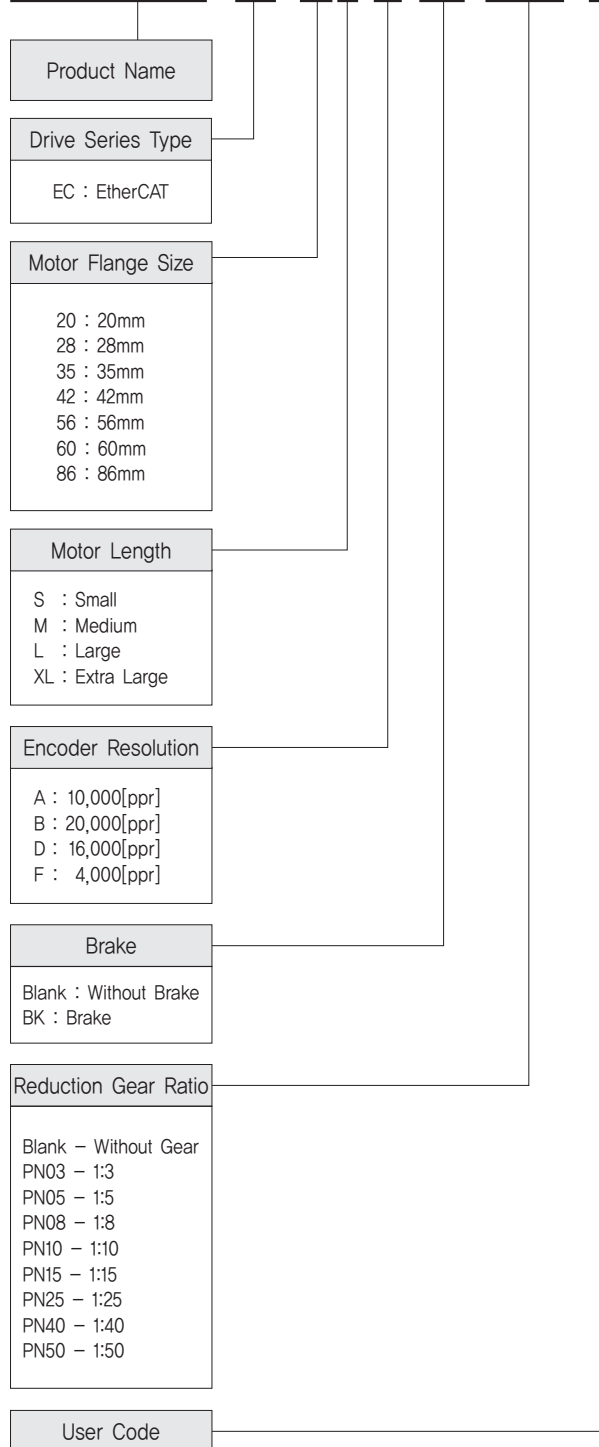 Product Name
Drive Series Type
EC : EtherCAT
Motor Flange Size
20 : 20mm
28 : 28mm
35 : 35mm
42 : 42mm
56 : 56mm
60 : 60mm
86 : 86mm
Motor Length
S : Small
M : Medium
L : Large
XL : Extra Large
Encoder Resolution
A : 10,000[ppr]
B : 20,000[ppr]
D : 16,000[ppr]
F : 4,000[ppr]
Brake
Blank : Without Brake
BK : Brake
Reduction Gear Ratio
Blank – Without Gear
PN03 – 1:3
PN05 – 1:5
PN08 – 1:8
PN10 – 1:10
PN15 – 1:15
PN25 – 1:25
PN40 – 1:40
PN50 – 1:50
User Code